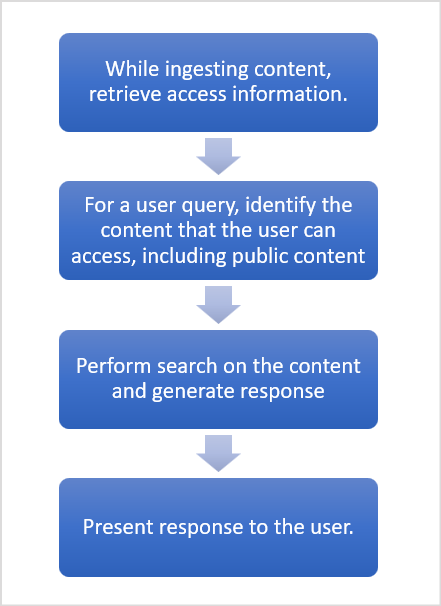 While ingesting content,
retrieve access information.
For a user query, identify the
content that the user can
access, including public content
Perform search on the content
and generate response
Present response to the user.